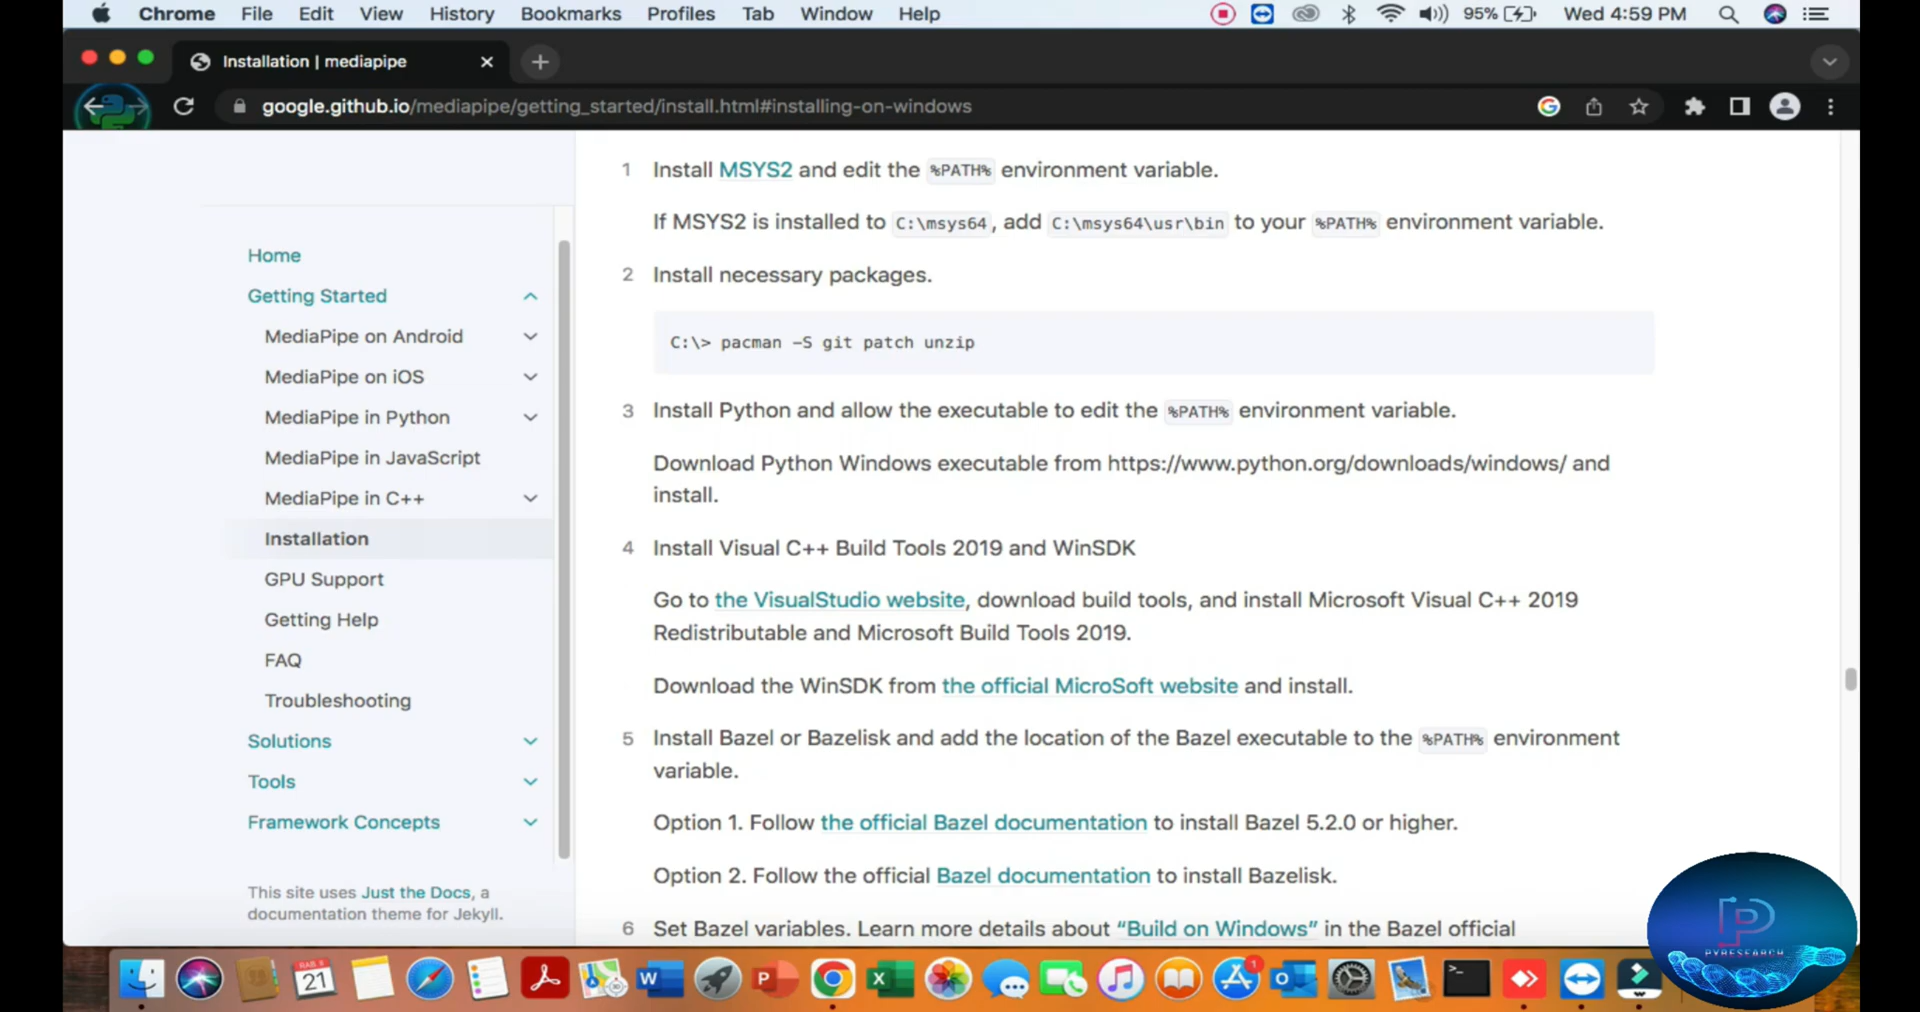 Chrome File Edit View History Bookmarks Profiles Tab Window Help 95% Wed 4:59 PM
Installation | mediapipe
google.github.io/mediapipe/getting_started/install.html#installing-on-windows
Home
Getting Started
MediaPipe on Android
MediaPipe on iOS
MediaPipe in Python
MediaPipe in JavaScript
MediaPipe in C++
Installation
GPU Support
Getting Help
FAQ
Troubleshooting
Solutions
Tools
Framework Concepts
This site uses Just the Docs, a
documentation theme for Jekyll.
1 Install MSYS2 and edit the %PATH% environment variable.
If MSYS2 is installed to C:\msys64, add C:\msys64\usr\bin to your %PATH% environment variable.
2 Install necessary packages.
C:\> pacman -S git patch unzip
3 Install Python and allow the executable to edit the %PATH% environment variable.
Download Python Windows executable from https://www.python.org/downloads/windows/ and
install.
4 Install Visual C++ Build Tools 2019 and WinSDK
Go to the VisualStudio website, download build tools, and install Microsoft Visual C++ 2019
Redistributable and Microsoft Build Tools 2019.
Download the WinSDK from the official MicroSoft website and install.
5 Install Bazel or Bazelisk and add the location of the Bazel executable to the %PATH% environment
variable.
Option 1. Follow the official Bazel documentation to install Bazel 5.2.0 or higher.
Option 2. Follow the official Bazel documentation to install Bazelisk.
6 Set Bazel variables. Learn more details about “Build on Windows” in the Bazel official
PYRESEARCH
21
W
P
X
1
O
>_